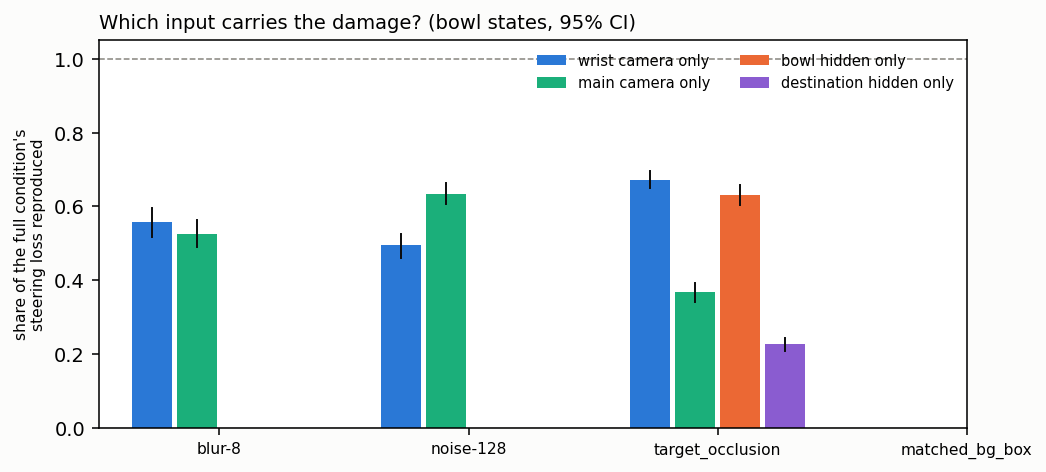 Which input carries the damage? (bowl states, 95% CI)
share of the full condition's
steering loss reproduced
1.0
0.8
0.6
0.4
0.2
0.0
wrist camera only
main camera only
bowl hidden only
destination hidden only
blur-8
noise-128
target_occlusion
matched_bg_box